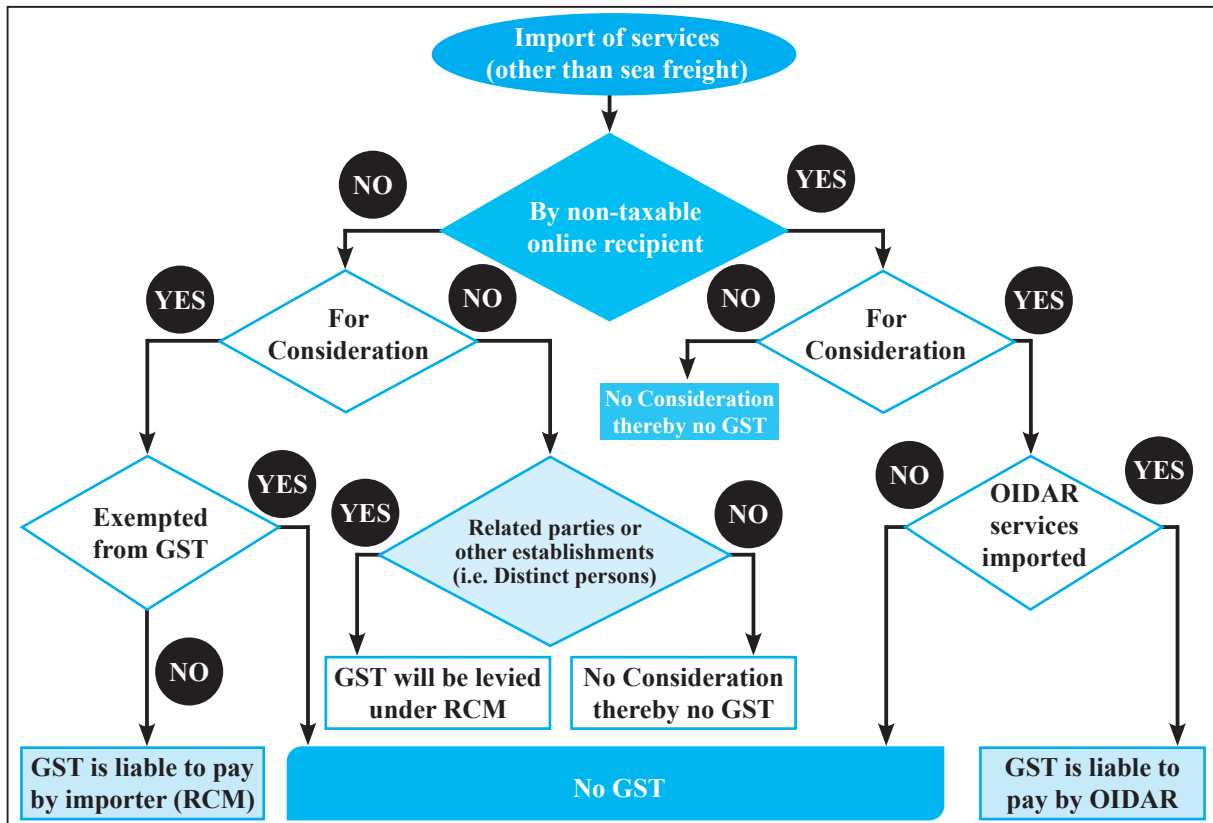 Import of services
(other than sea freight)
NO
YES
By non-taxable
online recipient
YES
NO
NO
YES
For
Consideration
For
Consideration
No Consideration
thereby no GST
YES
YES
NO
NO
YES
Exempted
from GST
Related parties or
other establishments
(i.e. Distinct persons)
OIDAR
services
imported
NO
GST will be levied
under RCM
No Consideration
thereby no GST
GST is liable to pay
by importer (RCM)
No GST
GST is liable to
pay by OIDAR